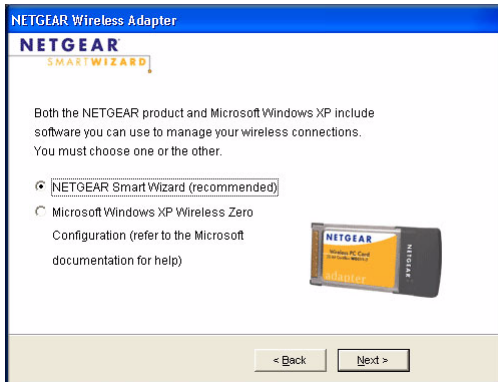 NETGEAR Wireless Adapter
NETGEAR
SMARTWIZARD
Both the NETGEAR product and Microsoft Windows XP include
software you can use to manage your wireless connections.
You must choose one or the other.
NETGEAR Smart Wizard (recommended)
Microsoft Windows XP Wireless Zero
Configuration (refer to the Microsoft
documentation for help)
NETGEAR
Wireless PC Card
adapter
NETGEAR
< Back
Next >